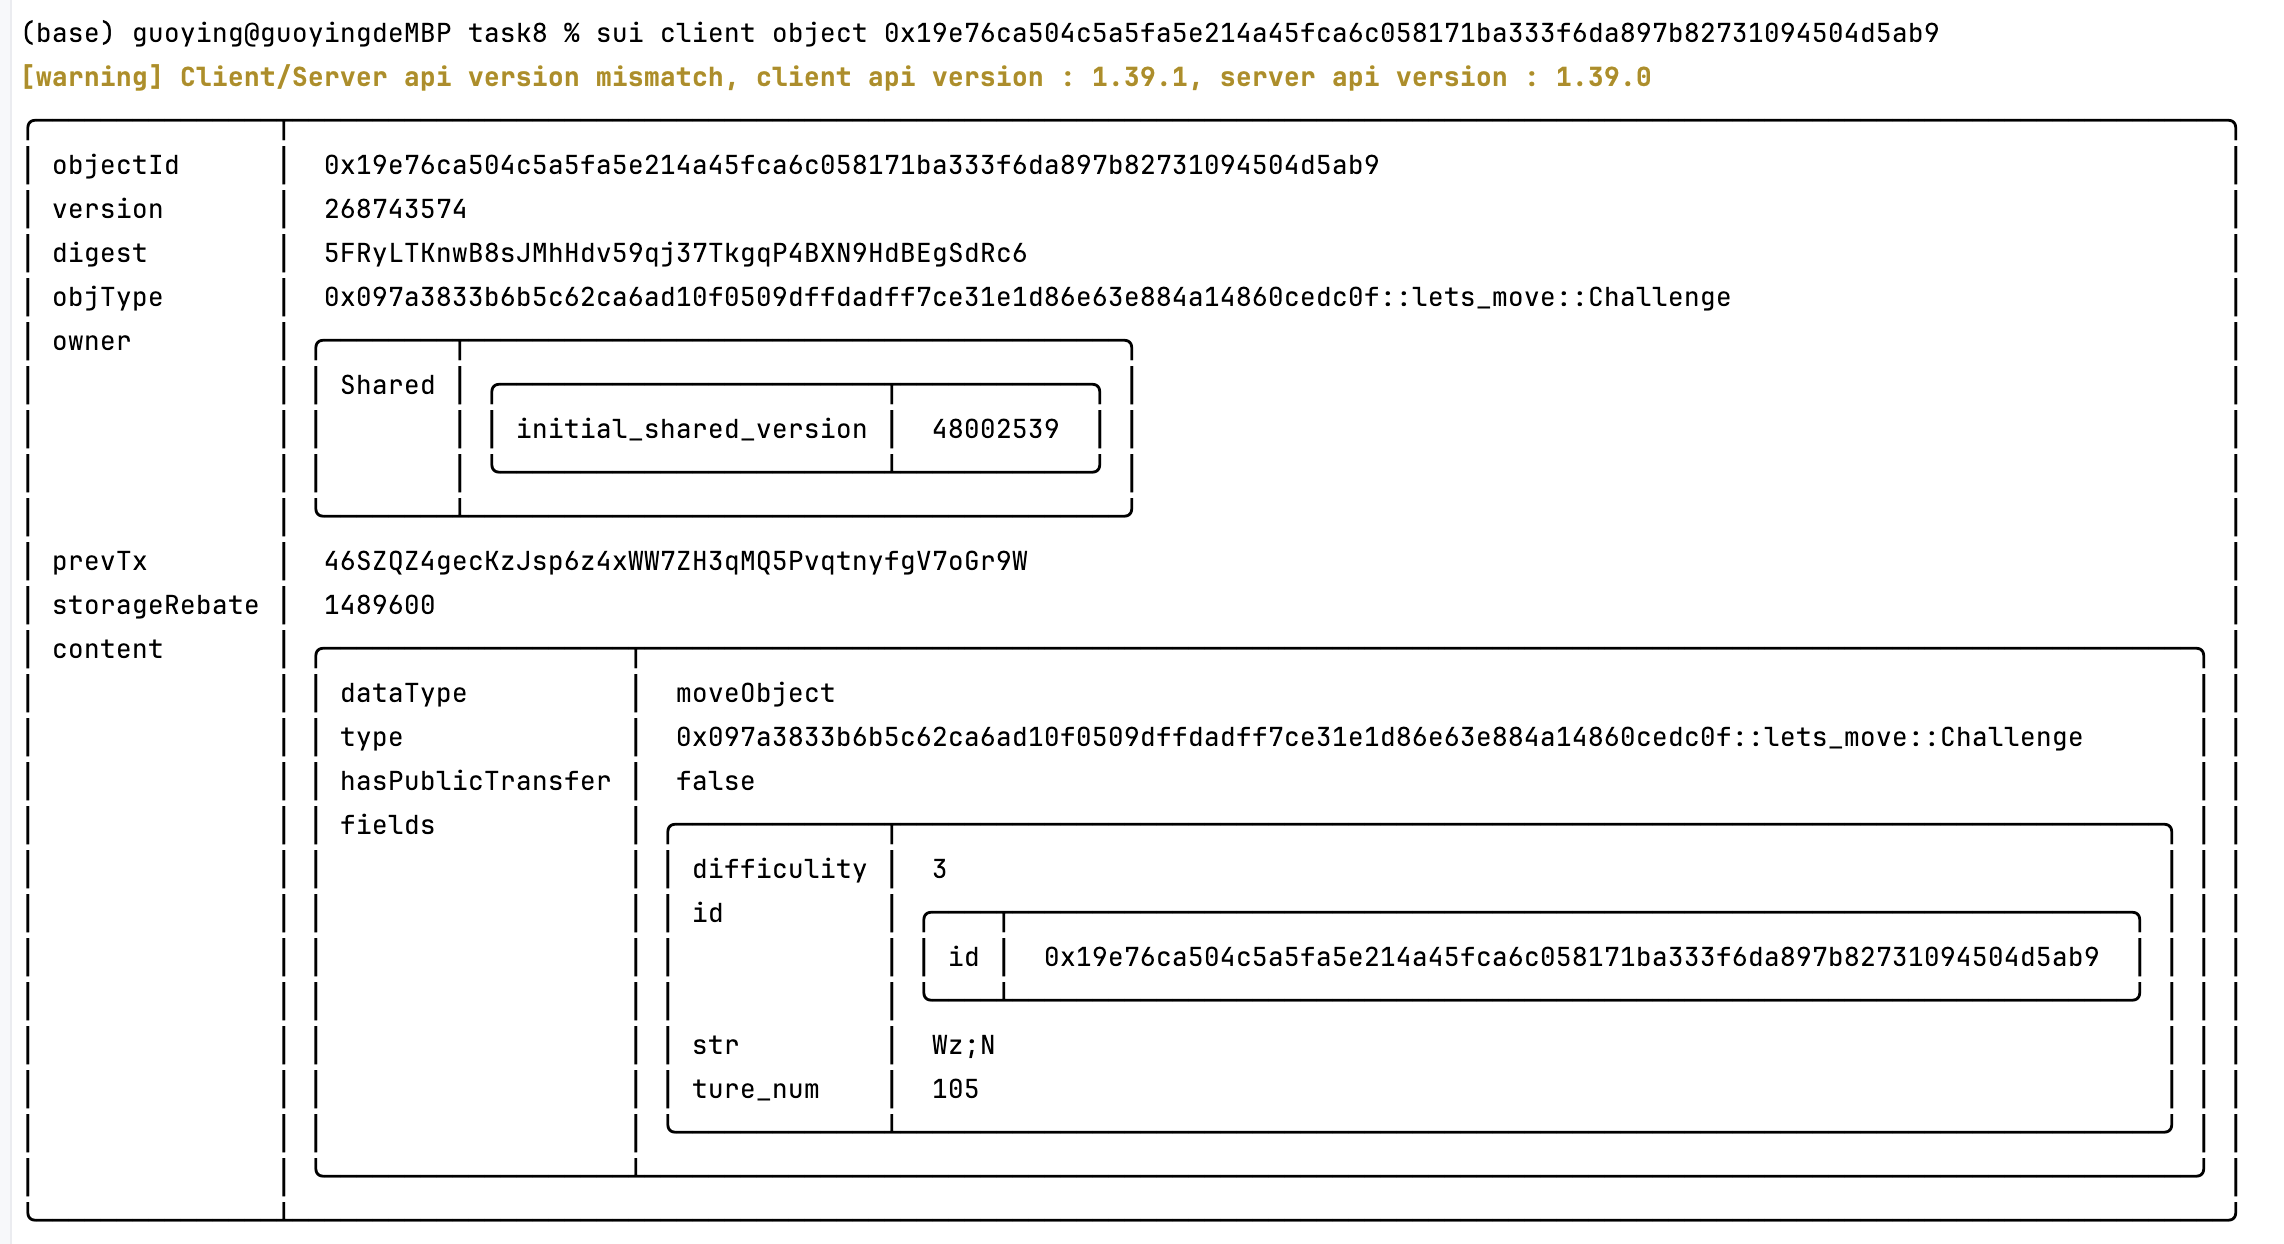 (base) guoying@guoyingdeMBP task8 % sui client object 0x19e76ca504c5a5fa5e214a45fca6c058171ba333f6da897b82731094504d5ab9
[warning] Client/Server api version mismatch, client api version : 1.39.1, server api version : 1.39.0
objectId 0x19e76ca504c5a5fa5e214a45fca6c058171ba333f6da897b82731094504d5ab9
version 268743574
digest 5FRyLTKnwB8sJMhHdv59qj37TkgqP4BXN9HdBEgSdRc6
objType 0x097a3833b6b5c62ca6ad10f0509dffdadff7ce31e1d86e63e884a14860cedc0f::lets_move::Challenge
owner
Shared
initial_shared_version 48002539
prevTx 46SZQZ4gecKzJsp6z4xWW7ZH3qMQ5PvqtnyfgV7oGr9W
storageRebate 1489600
content
dataType moveObject
type 0x097a3833b6b5c62ca6ad10f0509dffdadff7ce31e1d86e63e884a14860cedc0f::lets_move::Challenge
hasPublicTransfer false
fields
difficulity 3
id
id 0x19e76ca504c5a5fa5e214a45fca6c058171ba333f6da897b82731094504d5ab9
str Wz;N
ture_num 105